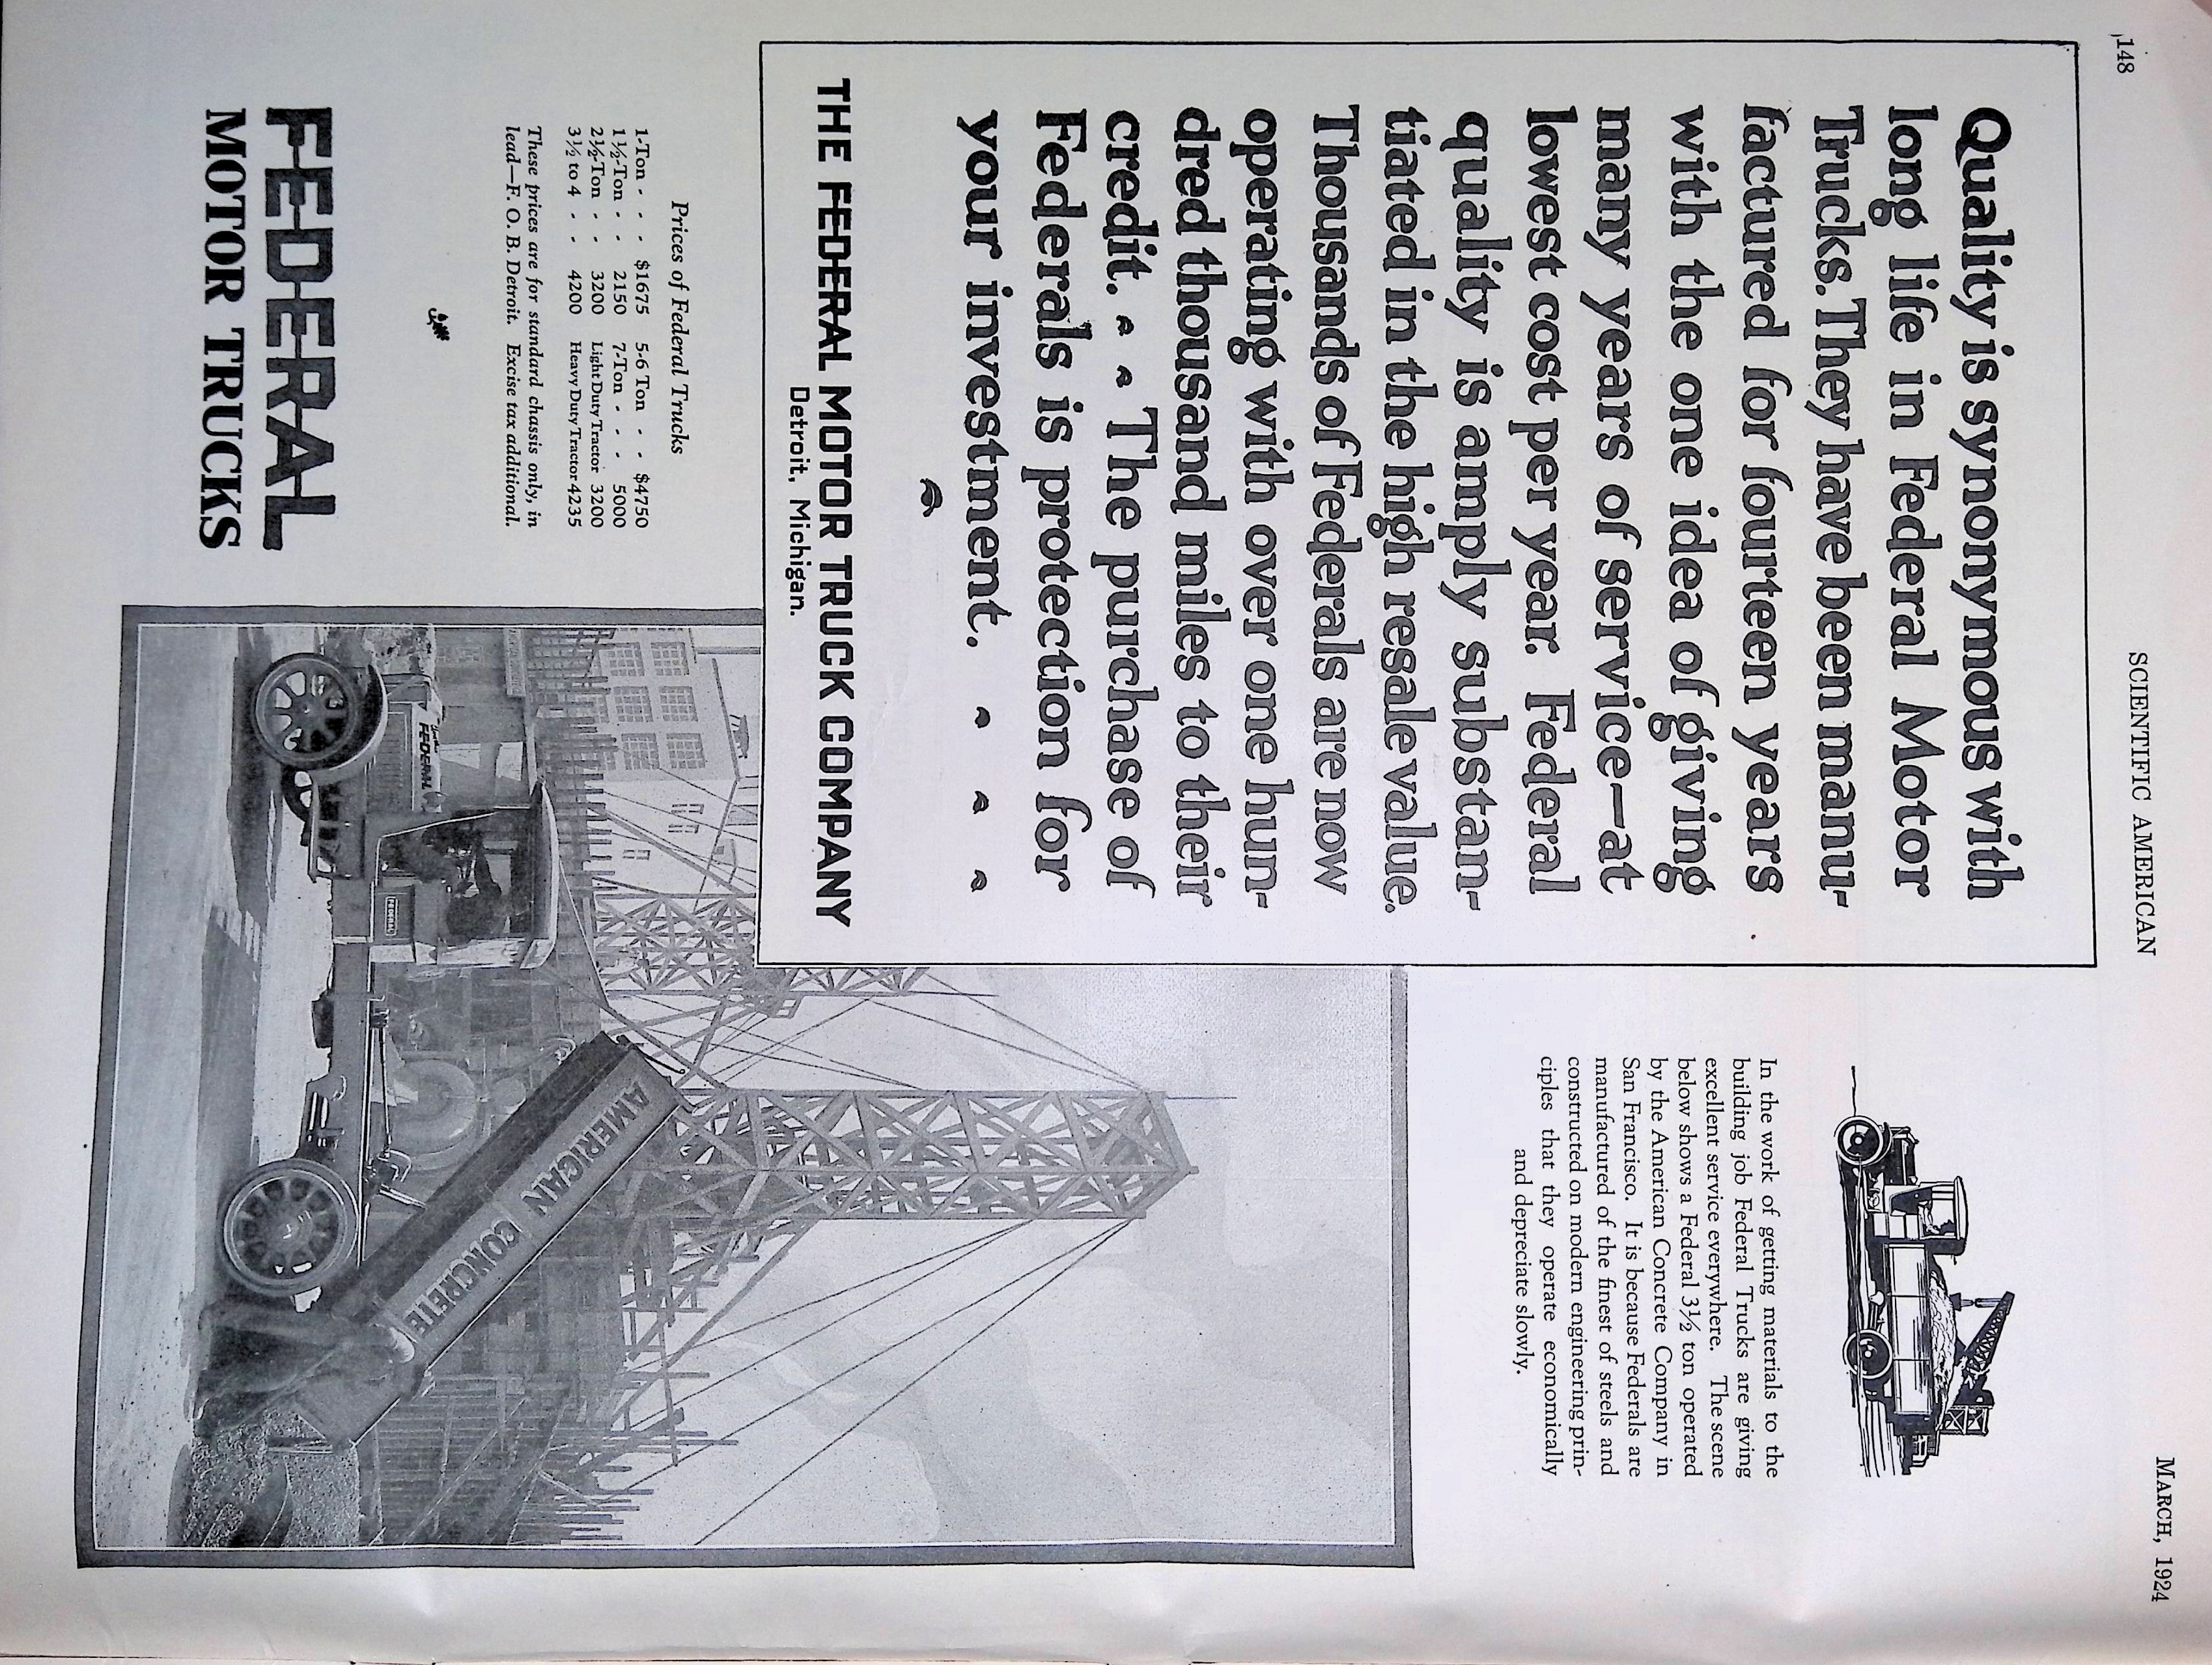 148
SCIENTIFIC AMERICAN
MARCH, 1924
Quality is synonymous with
long life in Federal Motor
Trucks. They have been manu-
factured for fourteen years
with the one idea of giving
many years of service—at
lowest cost per year. Federal
quality is amply substan-
tiated in the high resale value.
Thousands of Federals are now
operating with over one hun-
dred thousand miles to their
credit. The purchase of
Federals is protection for
your investment.
THE FEDERAL MOTOR TRUCK COMPANY
Detroit, Michigan.
In the work of getting materials to the
building job Federal Trucks are giving
excellent service everywhere. The scene
below shows a Federal 3½ ton operated
by the American Concrete Company in
San Francisco. It is because Federals are
manufactured of the finest of steels and
constructed on modern engineering prin-
ciples that they operate economically
and depreciate slowly.
Prices of Federal Trucks
1-Ton - - $1675 5-6 Ton - - $4750
1½-Ton - - 2150 7-Ton - - 5000
2½-Ton - - 3200 Light Duty Tractor 3200
3½ to 4 - - 4200 Heavy Duty Tractor 4235
These prices are for standard chassis only, in
lead—F. O. B. Detroit. Excise tax additional.
FEDERAL
MOTOR TRUCKS
FEDERAL
FEDERAL
AMERICAN CONCRETE